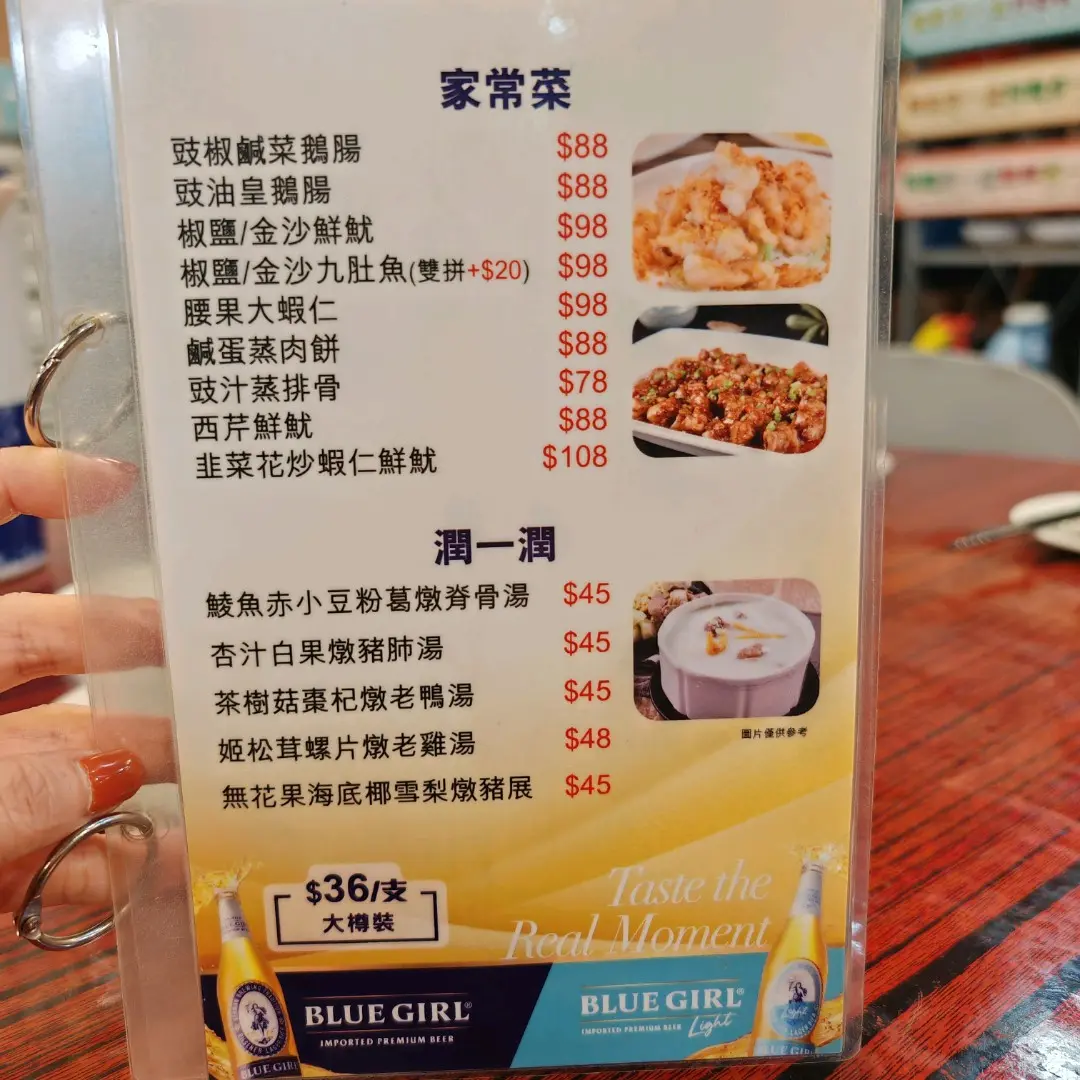 家常菜
豉椒鹹菜鵝腸 $88
豉油皇鵝腸 $88
椒鹽/金沙鮮魷 $98
椒鹽/金沙九肚魚(雙拼+$20) $98
腰果大蝦仁 $98
鹹蛋蒸肉餅 $88
豉汁蒸排骨 $78
西芹鮮魷 $88
韭菜花炒蝦仁鮮魷 $108
潤一潤
鯪魚赤小豆粉葛燉脊骨湯 $45
杏汁白果燉豬肺湯 $45
茶樹菇棗杞燉老鴨湯 $45
姬松茸螺片燉老雞湯 $48
無花果海底椰雪梨燉豬展 $45
圖片僅供參考
$36/支
大樽裝
Taste the
Real Moment
BLUE GIRL®
IMPORTED PREMIUM BEER
BLUE GIRL®
IMPORTED PREMIUM BEER Light
BLUE GIRL
Light
BLUE GIRL